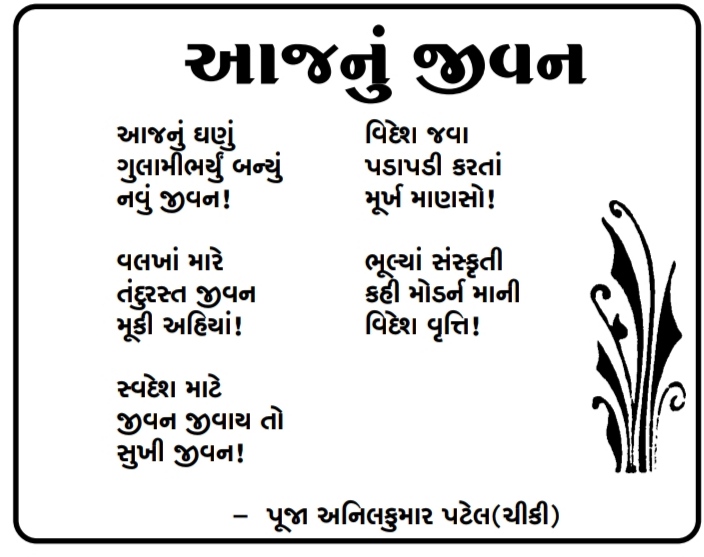 આજનું જીવન
આજનું ઘણું
ગુલામીભર્યું બન્યું
નવું જીવન!
વલખાં મારે
તંદુરસ્ત જીવન
મૂકી અહિયાં!
સ્વદેશ માટે
જીવન જીવાય તો
સુખી જીવન!
વિદેશ જવા
પડાપડી કરતાં
મૂર્ખ માણસો!
ભૂલ્યાં સંસ્કૃતી
કહી મોડર્ન માની
વિદેશ વૃત્તિ!
– પૂજા અનિલકુમાર પટેલ(ચીકી)